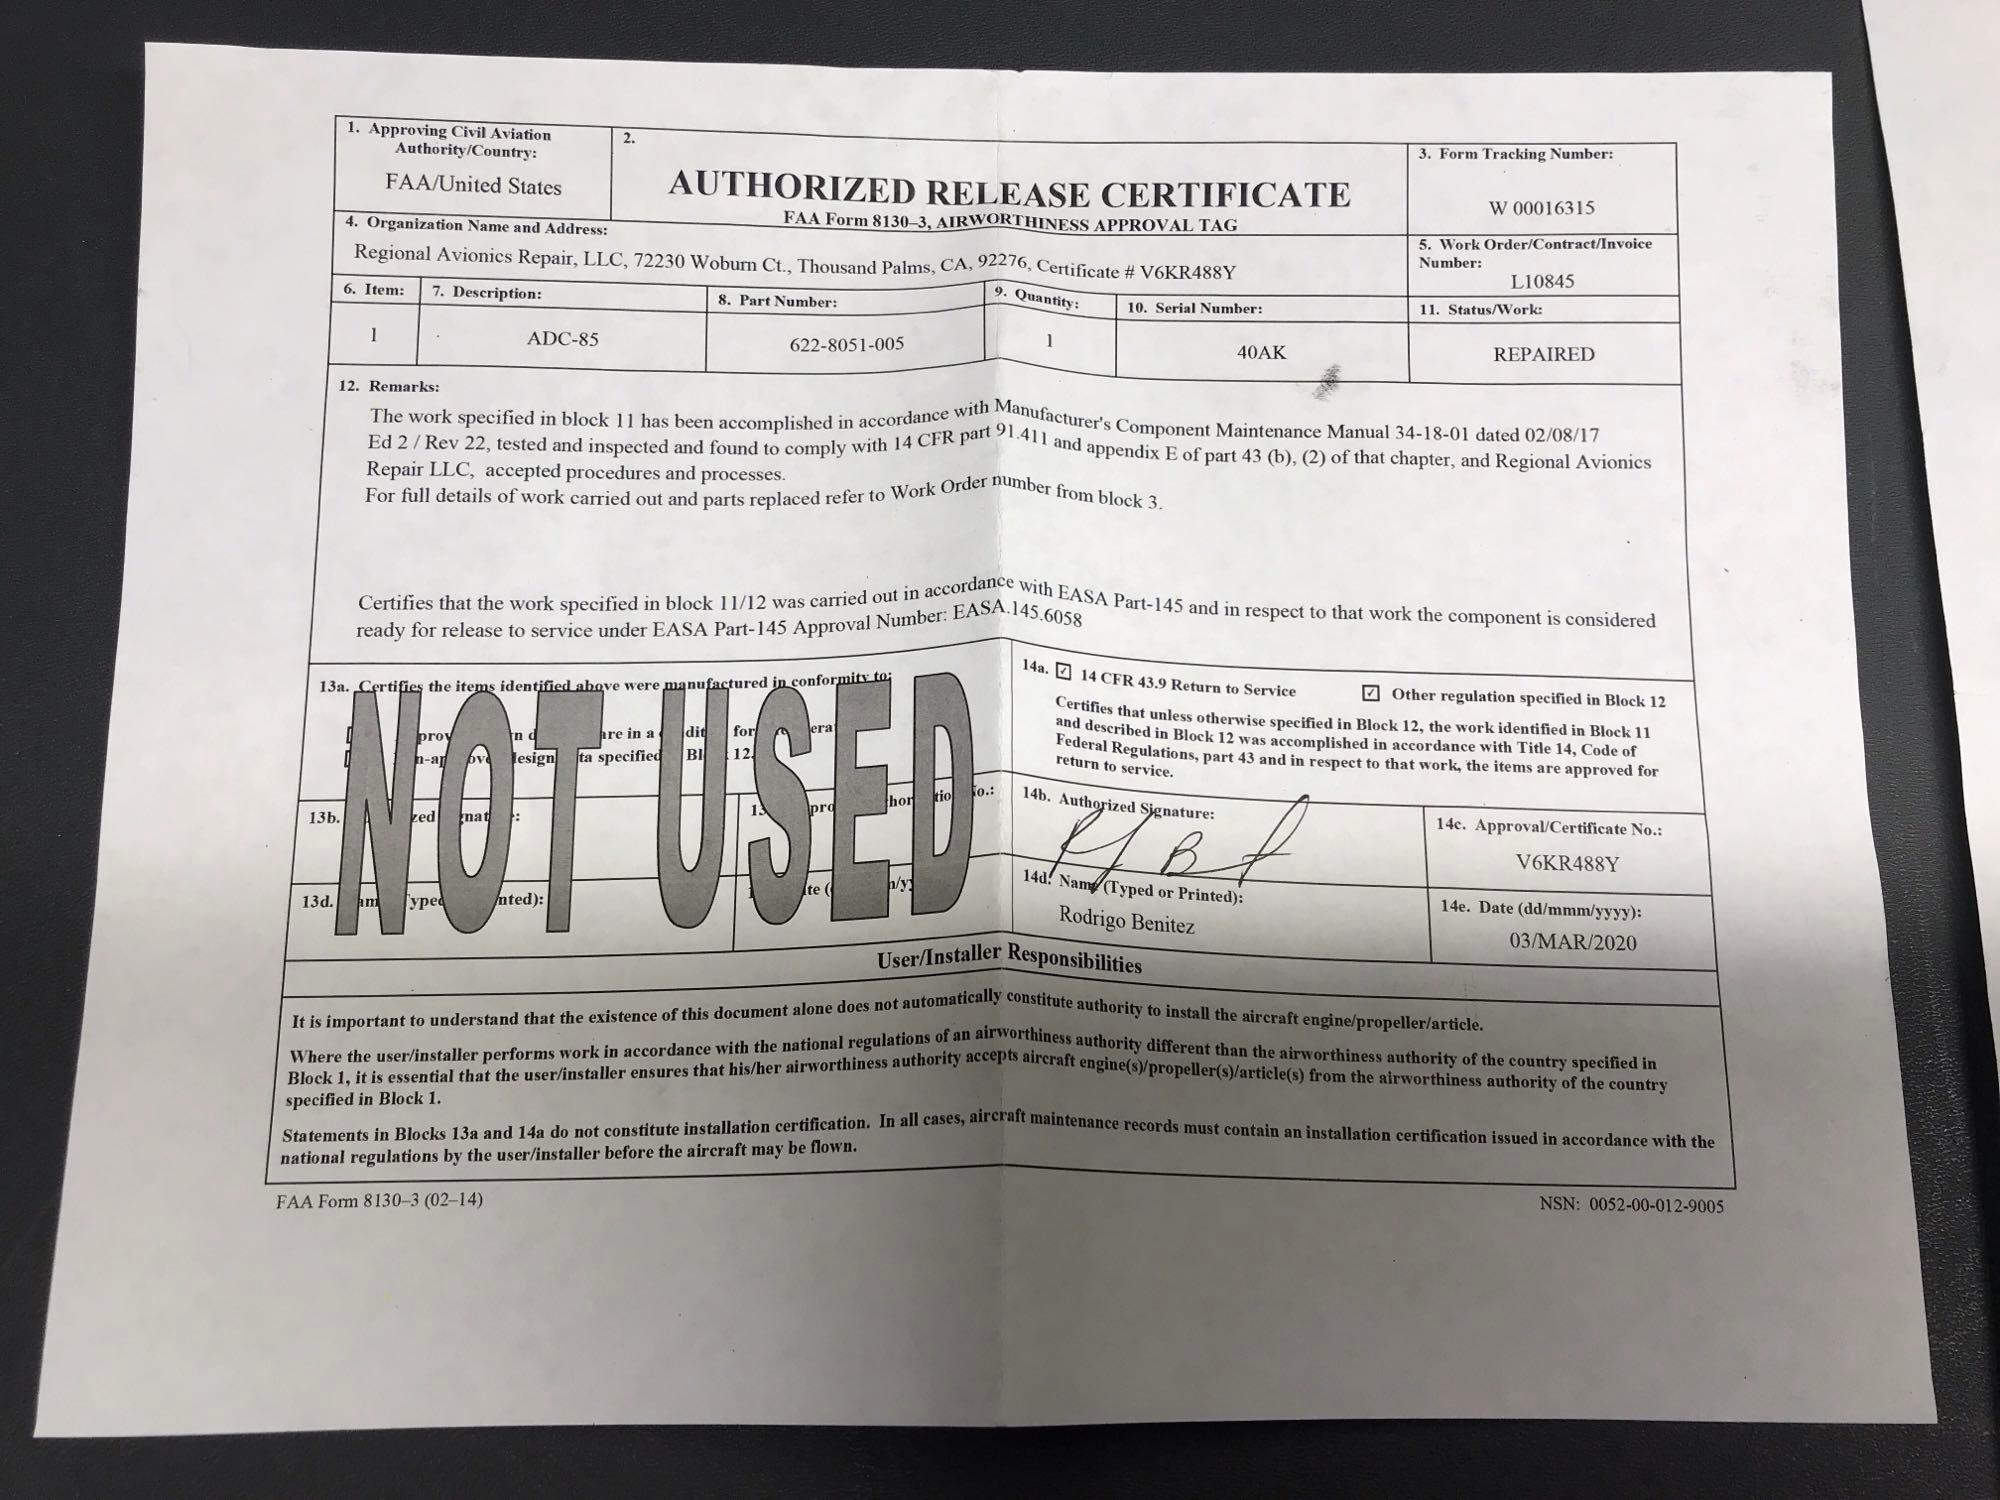 1. Approving Civil Aviation
Authority/Country:
FAA/United States
2.
AUTHORIZED RELEASE CERTIFICATE
FAA Form 8130–3, AIRWORTHINESS APPROVAL TAG
3. Form Tracking Number:
W 00016315
4. Organization Name and Address:
Regional Avionics Repair, LLC, 72230 Woburn Ct., Thousand Palms, CA, 92276, Certificate # V6KR488Y
5. Work Order/Contract/Invoice
Number:
L10845
6. Item:
7. Description:
8. Part Number:
9. Quantity:
10. Serial Number:
11. Status/Work:
1
ADC-85
622-8051-005
1
40AK
REPAIRED
12. Remarks:
The work specified in block 11 has been accomplished in accordance with Manufacturer's Component Maintenance Manual 34-18-01 dated 02/08/17
Ed 2 / Rev 22, tested and inspected and found to comply with 14 CFR part 91.411 and appendix E of part 43 (b), (2) of that chapter, and Regional Avionics
Repair LLC, accepted procedures and processes.
For full details of work carried out and parts replaced refer to Work Order number from block 3.
Certifies that the work specified in block 11/12 was carried out in accordance with EASA Part-145 and in respect to that work the component is considered
ready for release to service under EASA Part-145 Approval Number: EASA.145.6058
13a. Certifies the items identified above were manufactured in conformity to:
are in a
for
specified
12.
NOT USED
13b.
13d.
14a. ☑ 14 CFR 43.9 Return to Service ☑ Other regulation specified in Block 12
Certifies that unless otherwise specified in Block 12, the work identified in Block 11
and described in Block 12 was accomplished in accordance with Title 14, Code of
Federal Regulations, part 43 and in respect to that work, the items are approved for
return to service.
14b. Authorized Signature:
14c. Approval/Certificate No.:
V6KR488Y
14d. Name (Typed or Printed):
Rodrigo Benitez
14e. Date (dd/mmm/yyyy):
03/MAR/2020
User/Installer Responsibilities
It is important to understand that the existence of this document alone does not automatically constitute authority to install the aircraft engine/propeller/article.
Where the user/installer performs work in accordance with the national regulations of an airworthiness authority different than the airworthiness authority of the country specified in
Block 1, it is essential that the user/installer ensures that his/her airworthiness authority accepts aircraft engine(s)/propeller(s)/article(s) from the airworthiness authority of the country
specified in Block 1.
Statements in Blocks 13a and 14a do not constitute installation certification. In all cases, aircraft maintenance records must contain an installation certification issued in accordance with the
national regulations by the user/installer before the aircraft may be flown.
FAA Form 8130–3 (02–14)
NSN: 0052-00-012-9005